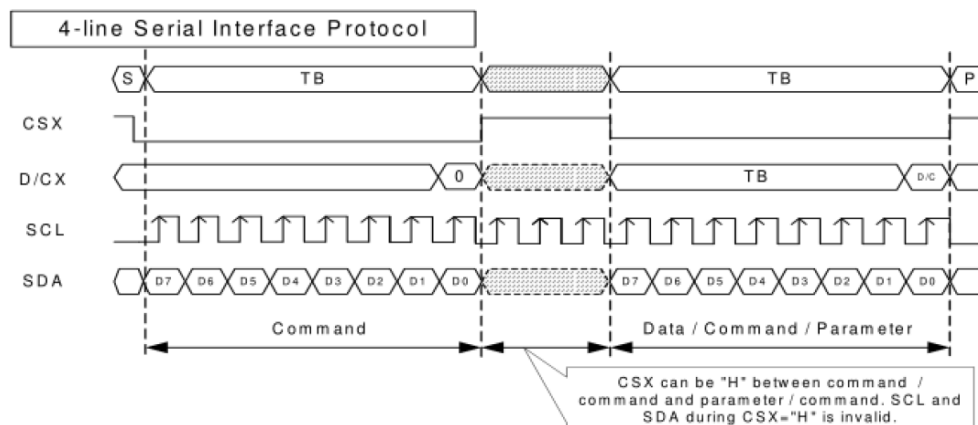 4-line Serial Interface Protocol
S TB TB P
CSX
D/CX 0 TB D/C
SCL
SDA D7 D6 D5 D4 D3 D2 D1 D0 D7 D6 D5 D4 D3 D2 D1 D0
Command Data / Command / Parameter
CSX can be "H" between command /
command and parameter / command. SCL and
SDA during CSX="H" is invalid.